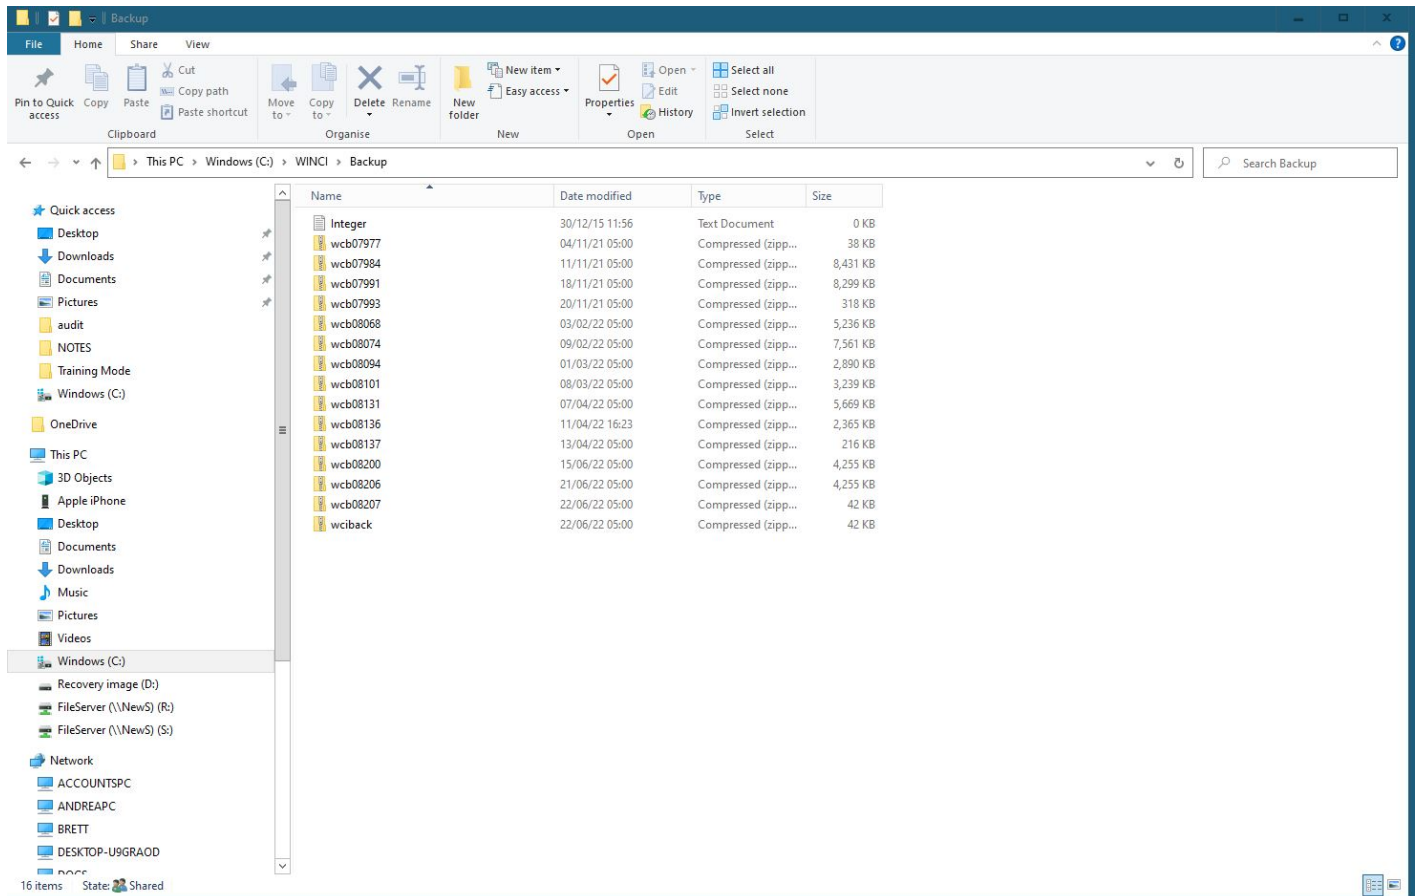 Backup
File Home Share View
Pin to Quick access
Copy
Paste
Cut
Copy path
Paste shortcut
Clipboard
Move to
Copy to
Delete
Rename
Organise
New folder
New item
Easy access
New
Properties
Open
Edit
History
Open
Select all
Select none
Invert selection
Select
This PC > Windows (C:) > WINCI > Backup
Search Backup
Quick access
Desktop
Downloads
Documents
Pictures
audit
NOTES
Training Mode
Windows (C:)
OneDrive
This PC
3D Objects
Apple iPhone
Desktop
Documents
Downloads
Music
Pictures
Videos
Windows (C:)
Recovery image (D:)
FileServer (\\NewS) (R:)
FileServer (\\NewS) (S:)
Network
ACCOUNTSPC
ANDREAPC
BRETT
DESKTOP-U9GRAOD
Name Date modified Type Size
Integer 30/12/15 11:56 Text Document 0 KB
wcb07977 04/11/21 05:00 Compressed (zipp... 38 KB
wcb07984 11/11/21 05:00 Compressed (zipp... 8,431 KB
wcb07991 18/11/21 05:00 Compressed (zipp... 8,299 KB
wcb07993 20/11/21 05:00 Compressed (zipp... 318 KB
wcb08068 03/02/22 05:00 Compressed (zipp... 5,236 KB
wcb08074 09/02/22 05:00 Compressed (zipp... 7,561 KB
wcb08094 01/03/22 05:00 Compressed (zipp... 2,890 KB
wcb08101 08/03/22 05:00 Compressed (zipp... 3,239 KB
wcb08131 07/04/22 05:00 Compressed (zipp... 5,669 KB
wcb08136 11/04/22 16:23 Compressed (zipp... 2,365 KB
wcb08137 13/04/22 05:00 Compressed (zipp... 216 KB
wcb08200 15/06/22 05:00 Compressed (zipp... 4,255 KB
wcb08206 21/06/22 05:00 Compressed (zipp... 4,255 KB
wcb08207 22/06/22 05:00 Compressed (zipp... 42 KB
wciback 22/06/22 05:00 Compressed (zipp... 42 KB
16 items State: Shared